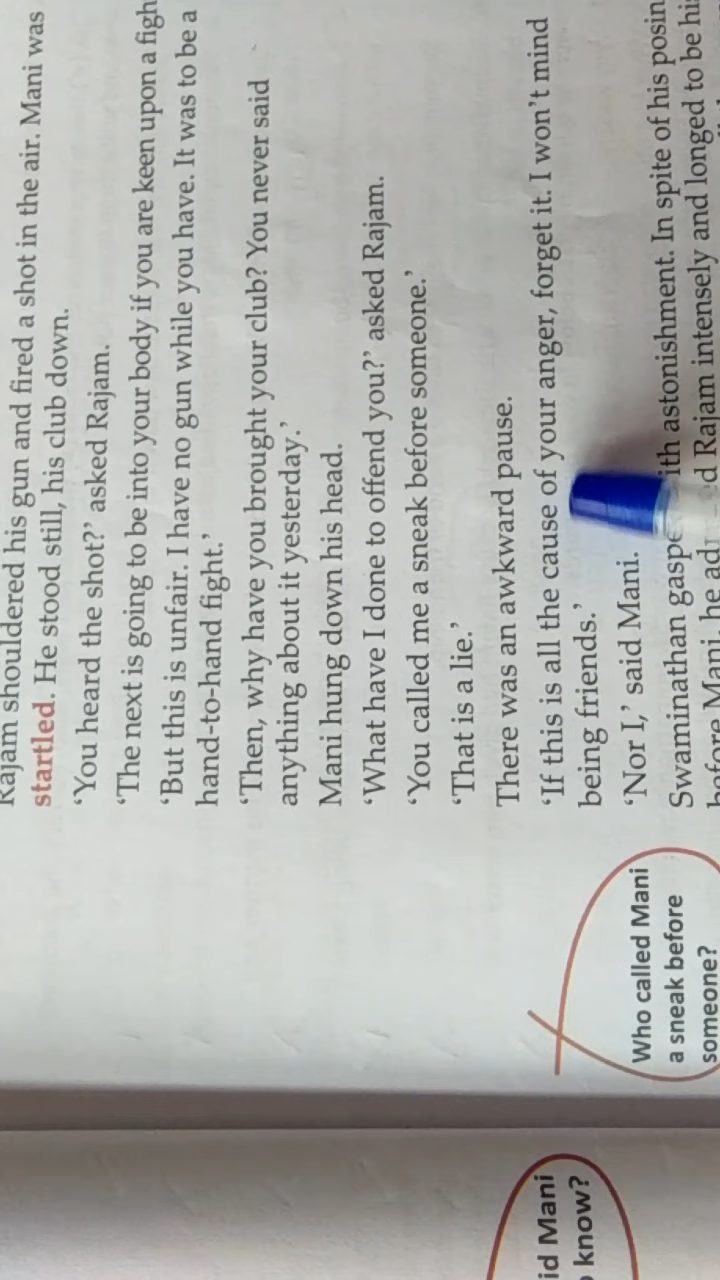 Rajam shouldered his gun and fired a shot in the air. Mani was
startled. He stood still, his club down.
‘You heard the shot?’ asked Rajam.
‘The next is going to be into your body if you are keen upon a
‘But this is unfair. I have no gun while you have. It was to be a
hand-to-hand fight.’
‘Then, why have you brought your club? You never said
anything about it yesterday.’
Mani hung down his head.
‘What have I done to offend you?’ asked Rajam.
‘You called me a sneak before someone.’
‘That is a lie.’
There was an awkward pause.
‘If this is all the cause of your anger, forget it. I won’t mind
being friends.’
‘Nor I,’ said Mani.
Swaminathan astonishment. In spite of his
before Mani, he Rajam intensely and longed to be
Who called Mani
a sneak before
someone?
Mani
know?